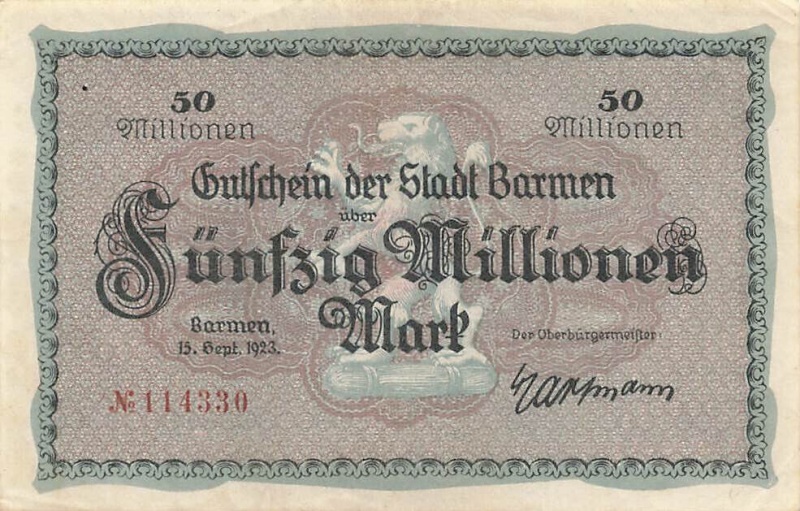 50
Millionen
50
Millionen
Gutschein der Stadt Barmen
über
Fünfzig Millionen
Mark
Barmen,
15. Sept. 1923.
Der Oberbürgermeister:
Hartmann
№ 114330